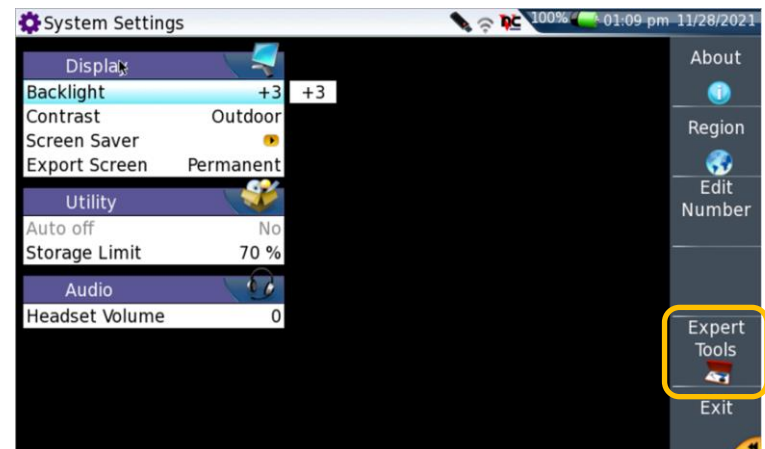 System Settings
100% 01:09 pm 11/28/2021
Display
Backlight +3 +3
Contrast Outdoor
Screen Saver
Export Screen Permanent
Utility
Auto off No
Storage Limit 70 %
Audio
Headset Volume 0
About
Region
Edit
Number
Expert
Tools
Exit